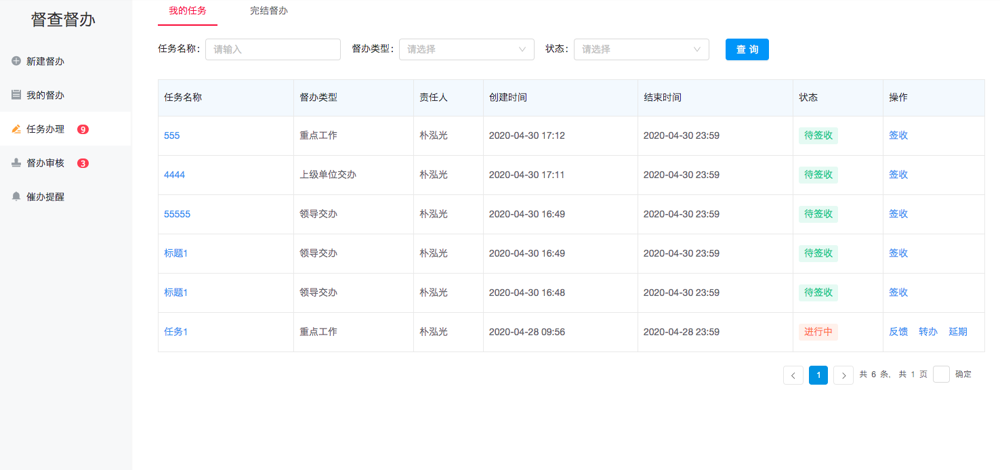 督查督办
新建督办
我的督办
任务办理 9
督办审核 3
催办提醒
我的任务 完结督办
任务名称： 请输入 督办类型： 请选择 状态： 请选择 查 询
任务名称 督办类型 责任人 创建时间 结束时间 状态 操作
555 重点工作 朴泓光 2020-04-30 17:12 2020-04-30 23:59 待签收 签收
4444 上级单位交办 朴泓光 2020-04-30 17:11 2020-04-30 23:59 待签收 签收
55555 领导交办 朴泓光 2020-04-30 16:49 2020-04-30 23:59 待签收 签收
标题1 领导交办 朴泓光 2020-04-30 16:49 2020-04-30 23:59 待签收 签收
标题1 领导交办 朴泓光 2020-04-30 16:48 2020-04-30 23:59 待签收 签收
任务1 重点工作 朴泓光 2020-04-28 09:56 2020-04-28 23:59 进行中 反馈 转办 延期
1 共 6 条, 共 1 页 确定